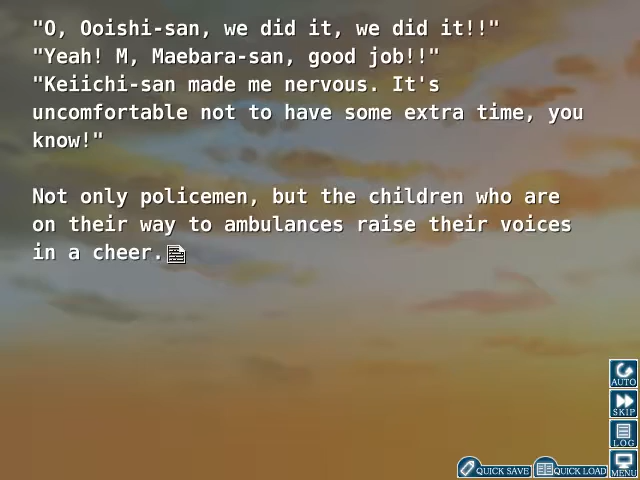 "O, Ooishi-san, we did it, we did it!!"
"Yeah! M, Maebara-san, good job!!"
"Keiichi-san made me nervous. It's
uncomfortable not to have some extra time, you
know!"
Not only policemen, but the children who are
on their way to ambulances raise their voices
in a cheer.
AUTO
SKIP
LOG
QUICK SAVE
QUICK LOAD
MENU